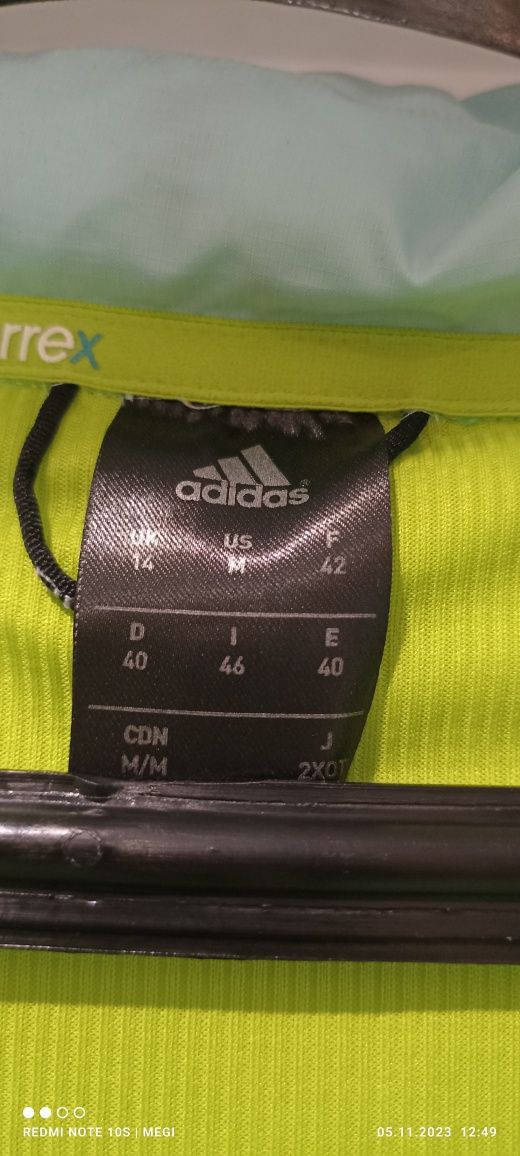 rrex
adidas®
UK US F
14 M 42
D I E
40 46 40
CDN J
M/M 2XOT
REDMI NOTE 10S | MEGI 05.11.2023 12:49